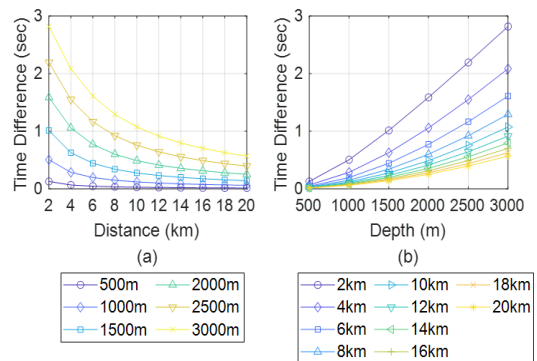 3
2
1
0
Time Difference (sec)
2 4 6 8 10 12 14 16 18 20
Distance (km)
(a)
500m 2000m
1000m 2500m
1500m 3000m
3
2
1
0
Time Difference (sec)
500 1000 1500 2000 2500 3000
Depth (m)
(b)
2km 10km 18km
4km 12km 20km
6km 14km
8km 16km